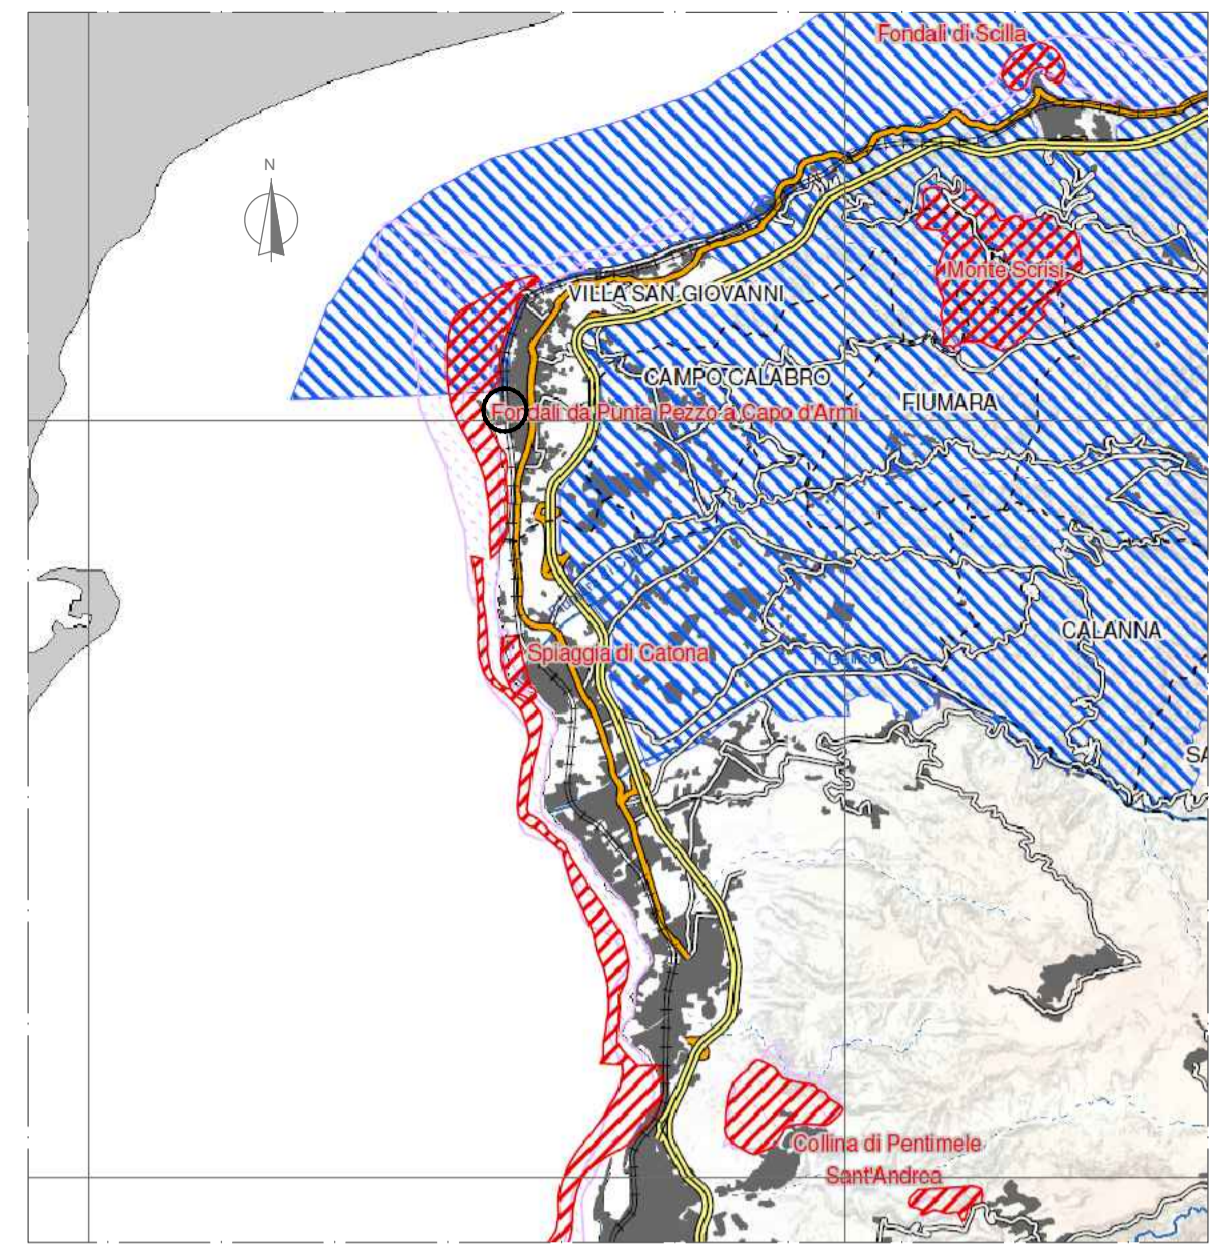 Fondali di Scilla
N
Monte Scrisi
VILLA SAN GIOVANNI
CAMPO CALABRO
FIUMARA
Fondali da Punta Pezzo a Capo d'Armi
CALANNA
Spiaggia di Catona
SA
Collina di Pentimele
Sant'Andrea